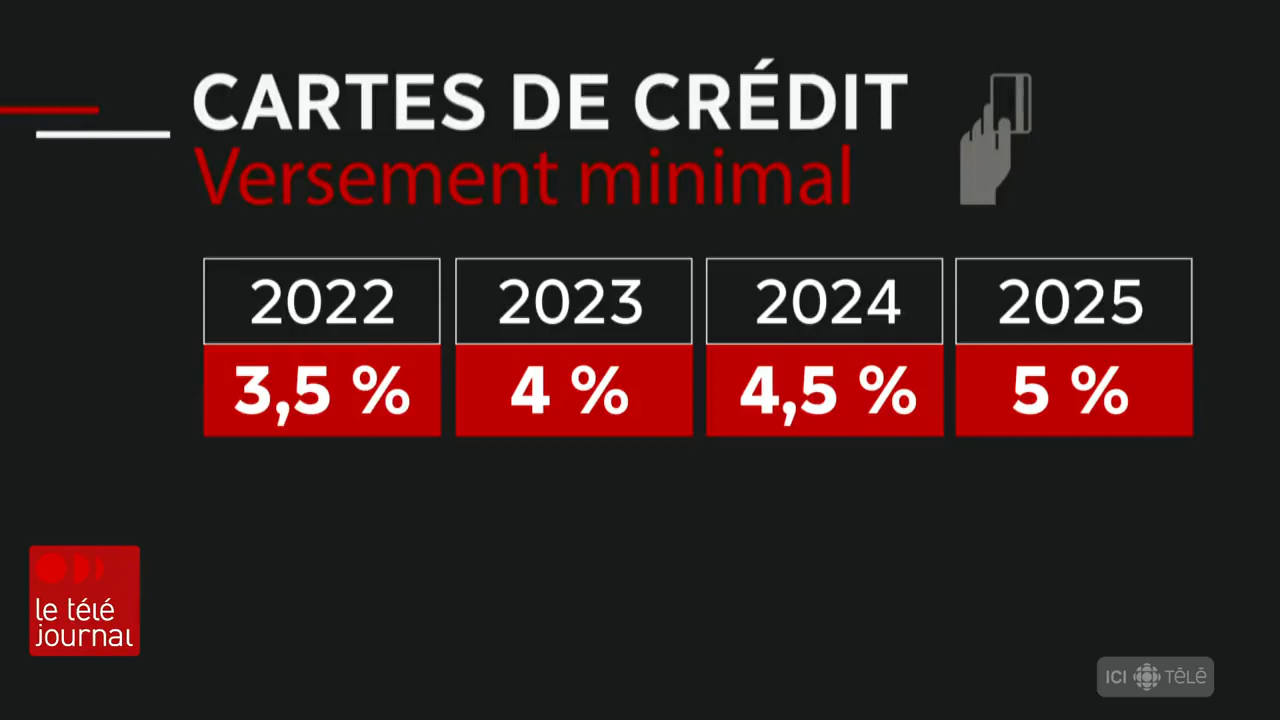 CARTES DE CRÉDIT
Versement minimal
2022 2023 2024 2025
3,5 % 4 % 4,5 % 5 %
le télé
journal
ICI TÉLÉ